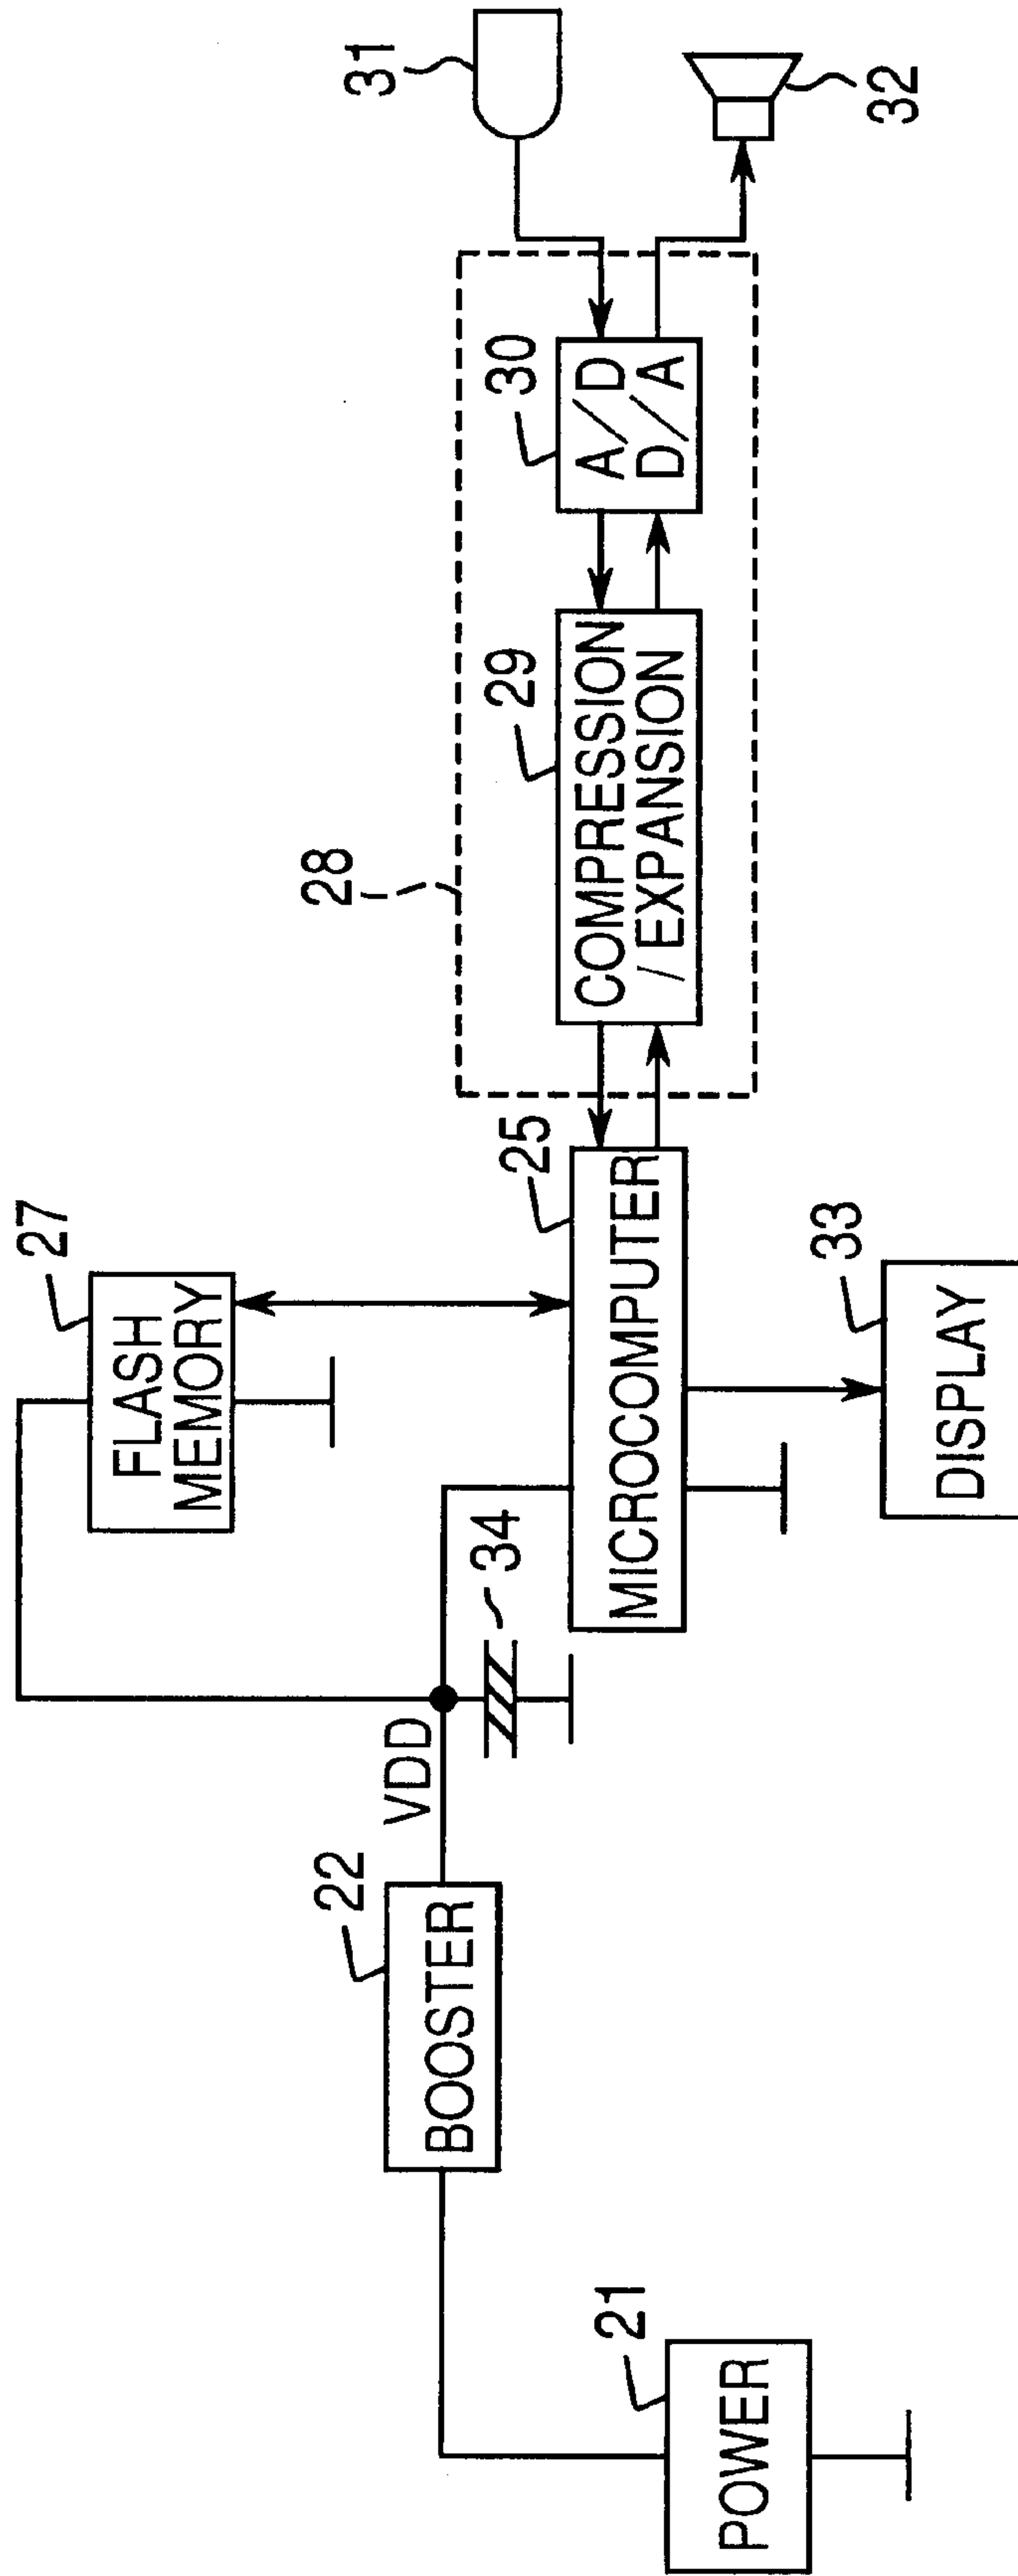 27
FLASH
MEMORY
31
28
29
30
22
VDD
34
25
COMPRESSION
/ EXPANSION
A/D
D/A
BOOSTER
MICROCOMPUTER
32
21
33
POWER
DISPLAY